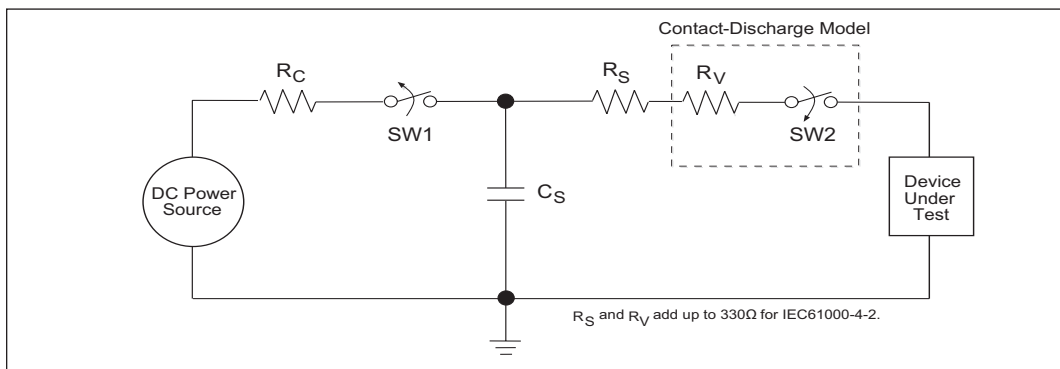 Contact-Discharge Model
RC
RS
RV
SW1
SW2
DC Power
Source
CS
Device
Under
Test
RS and RV add up to 330Ω for IEC61000-4-2.